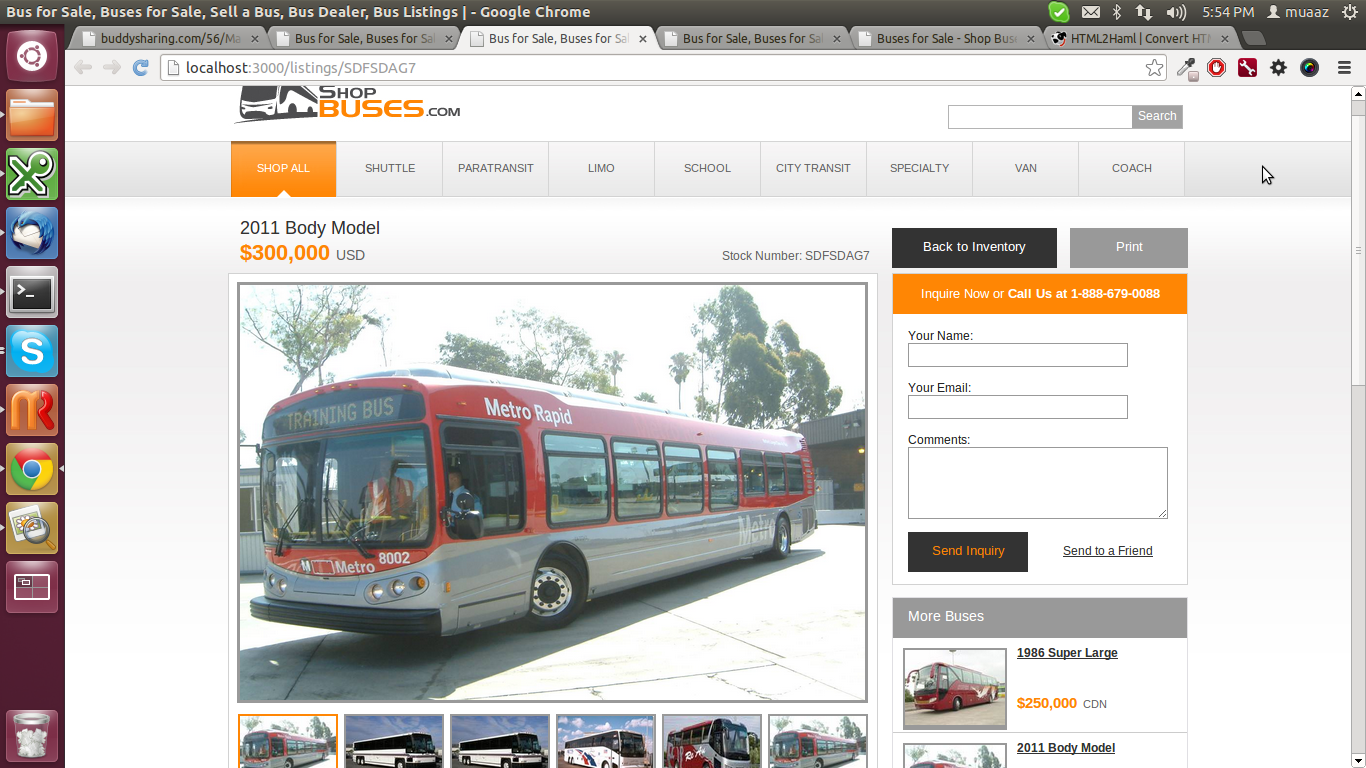 Bus for Sale, Buses for Sale, Sell a Bus, Bus Dealer, Bus Listings | - Google Chrome
5:54 PM muaaz
buddysharing.com/56/Ma
Bus for Sale, Buses for Sal
Bus for Sale, Buses for Sal
Bus for Sale, Buses for Sal
Buses for Sale - Shop Buse
HTML2Haml | Convert HTM
localhost:3000/listings/SDFSDAG7
SHOP
BUSES.COM
Search
SHOP ALL
SHUTTLE
PARATRANSIT
LIMO
SCHOOL
CITY TRANSIT
SPECIALTY
VAN
COACH
2011 Body Model
$300,000 USD
Stock Number: SDFSDAG7
Back to Inventory
Print
TRAINING BUS
Metro Rapid
8002
Metro
Metro
Inquire Now or Call Us at 1-888-679-0088
Your Name:
Your Email:
Comments:
Send Inquiry
Send to a Friend
More Buses
1986 Super Large
$250,000 CDN
2011 Body Model